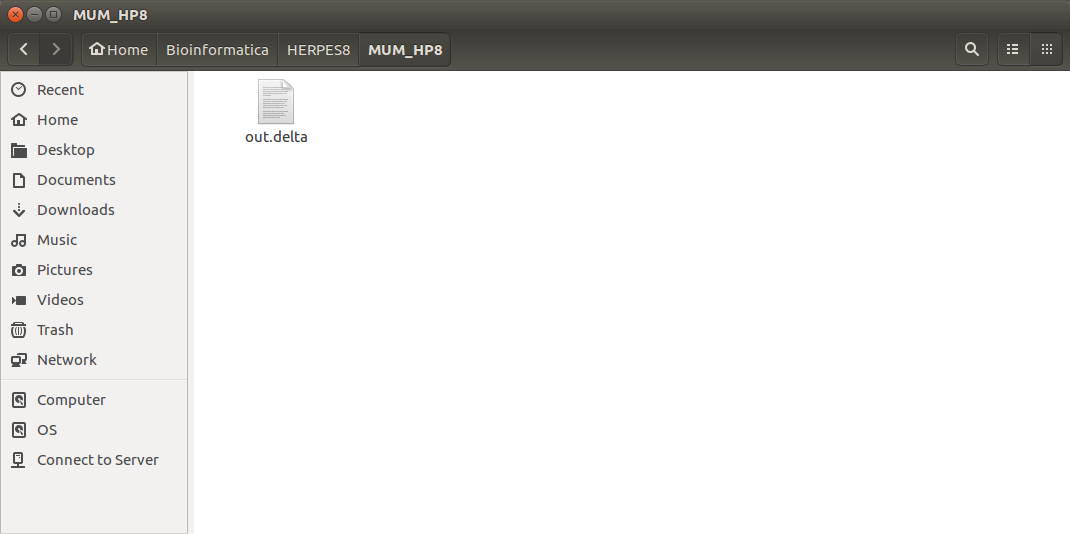 MUM_HP8
Home Bioinformatica HERPES8 MUM_HP8
Recent
Home
Desktop
Documents
Downloads
Music
Pictures
Videos
Trash
Network
Computer
OS
Connect to Server
out.delta